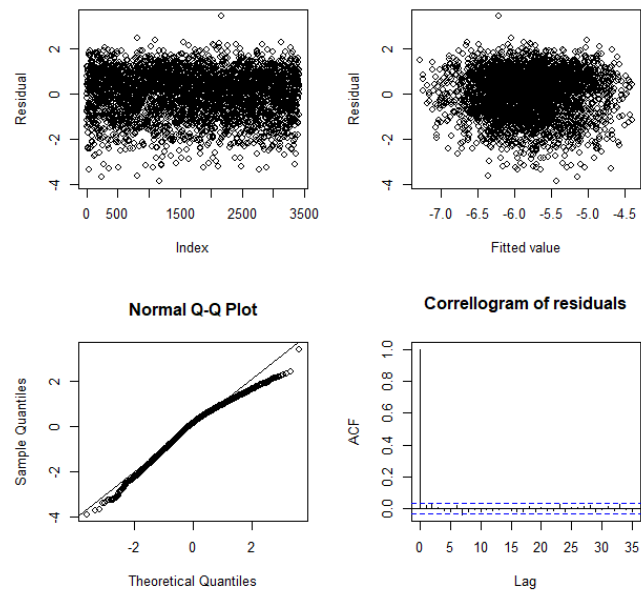 Residual
2
0
-2
-4
0 500 1500 2500 3500
Index
Residual
2
0
-2
-4
-7.0 -6.5 -6.0 -5.5 -5.0 -4.5
Fitted value
Normal Q-Q Plot
Sample Quantiles
2
0
-2
-4
-2 0 2
Theoretical Quantiles
Correllogram of residuals
ACF
1.0
0.8
0.6
0.4
0.2
0.0
0 5 10 15 20 25 30 35
Lag